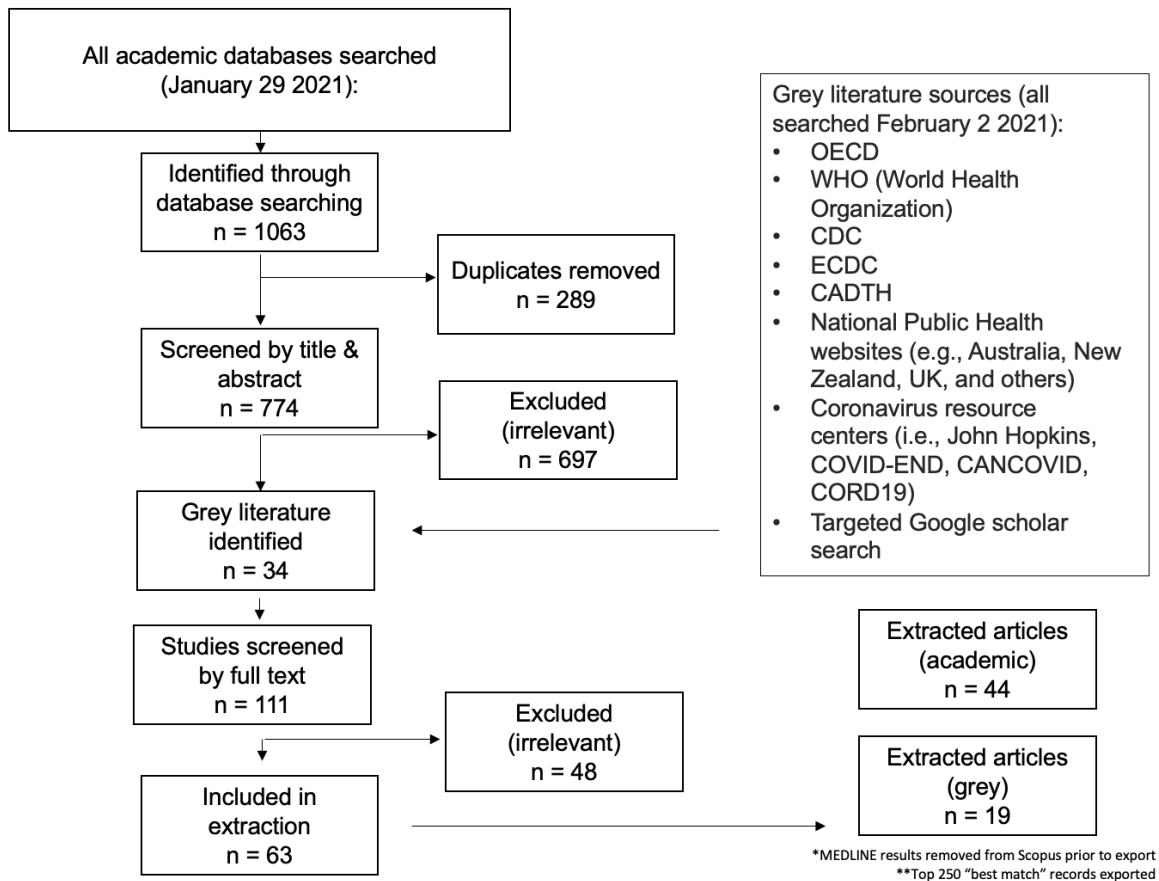 All academic databases searched
(January 29 2021):
Identified through
database searching
n = 1063
Duplicates removed
n = 289
Screened by title &
abstract
n = 774
Excluded
(irrelevant)
n = 697
Grey literature
identified
n = 34
Studies screened
by full text
n = 111
Excluded
(irrelevant)
n = 48
Included in
extraction
n = 63
Grey literature sources (all
searched February 2 2021):
• OECD
• WHO (World Health
Organization)
• CDC
• ECDC
• CADTH
• National Public Health
websites (e.g., Australia, New
Zealand, UK, and others)
• Coronavirus resource
centers (i.e., John Hopkins,
COVID-END, CANCOVID,
CORD19)
• Targeted Google scholar
search
Extracted articles
(academic)
n = 44
Extracted articles
(grey)
n = 19
*MEDLINE results removed from Scopus prior to export
**Top 250 “best match” records exported